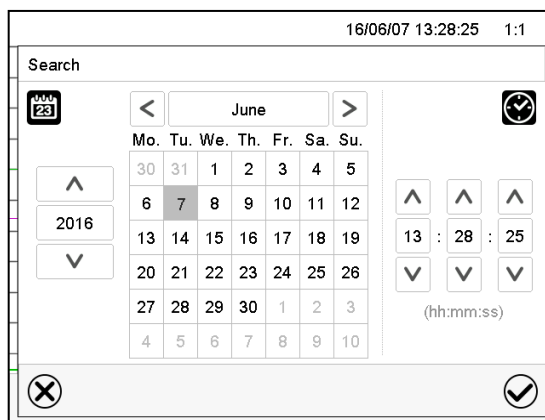 16/06/07 13:28:25 1:1
Search
23
< June >
Mo. Tu. We. Th. Fr. Sa. Su.
30 31 1 2 3 4 5
6 7 8 9 10 11 12
2016
13 14 15 16 17 18 19
13 : 28 : 25
20 21 22 23 24 25 26
27 28 29 30 1 2 3
(hh:mm:ss)
4 5 6 7 8 9 10